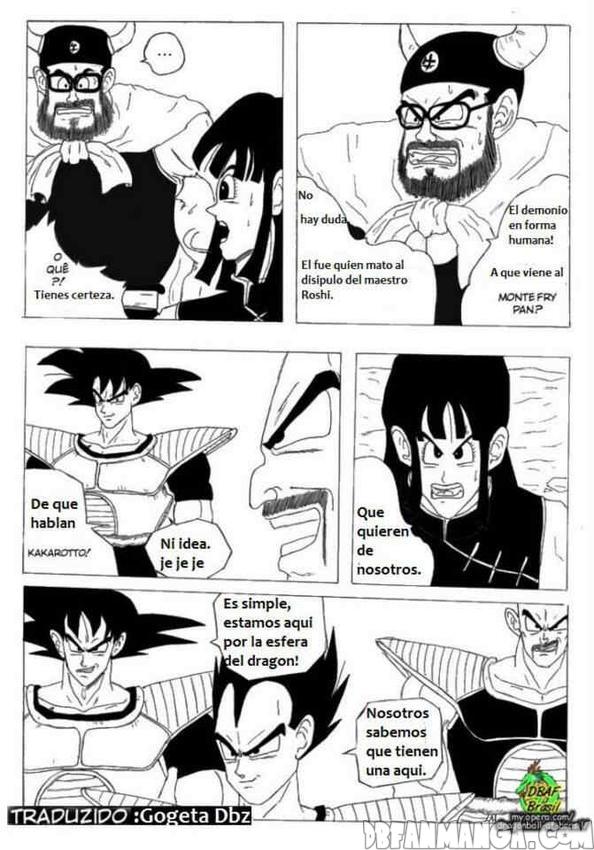 ...
O
QUÊ
?!
Tienes certeza.
No
hay duda
El fue quien mato al
disipulo del maestro
Roshi.
El demonio
en forma
humana!
A que viene al
MONTE FRY
PAN?
De que
hablan
KAKAROTTO!
Ni idea.
je je je
Que
quieren
de
nosotros.
Es simple,
estamos aqui
por la esfera
del dragon!
Nosotros
sabemos
que tienen
una aqui.
TRADUZIDO :Gogeta Dbz
DBAF
Brasil
my.opera.com/
DBFANMANGA.COM